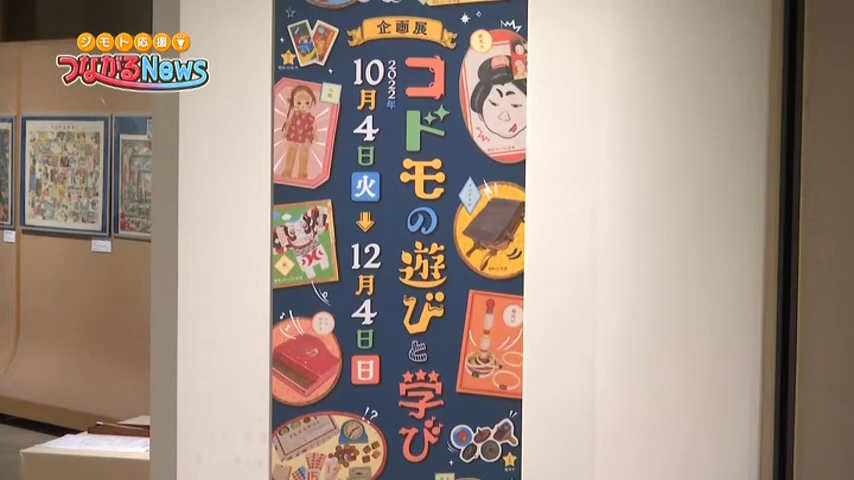 ジモト応援
つながるNews
企画展
コドモの遊びと学び
2022年
10月4日火
12月4日日